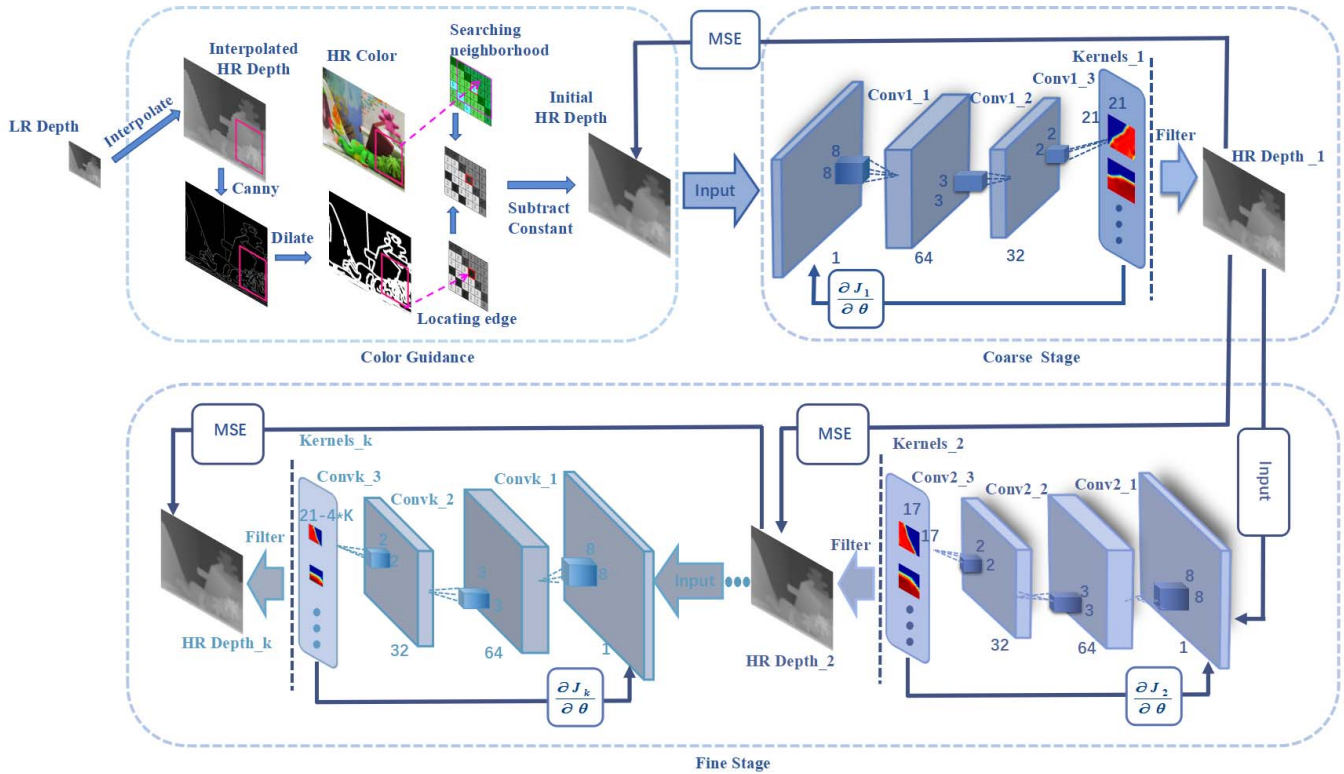 LR Depth
Interpolate
Interpolated
HR Depth
Canny
Dilate
HR Color
Searching
neighborhood
Locating edge
Subtract
Constant
Initial
HR Depth
Color Guidance
MSE
Input
Conv1_1
Conv1_2
Conv1_3
Kernels_1
8
8
3
3
2
2
21
21
1
64
32
∂ J₁
∂ θ
Filter
HR Depth _1
Coarse Stage
Input
MSE
Kernels_2
Conv2_3
Conv2_2
Conv2_1
17
17
2
2
3
3
8
8
32
64
1
∂ J₂
∂ θ
Filter
HR Depth_2
Input
MSE
Kernels_k
Convk_3
Convk_2
Convk_1
21-4*K
2
2
3
3
8
8
32
64
1
∂ Jₖ
∂ θ
Filter
HR Depth_k
Fine Stage